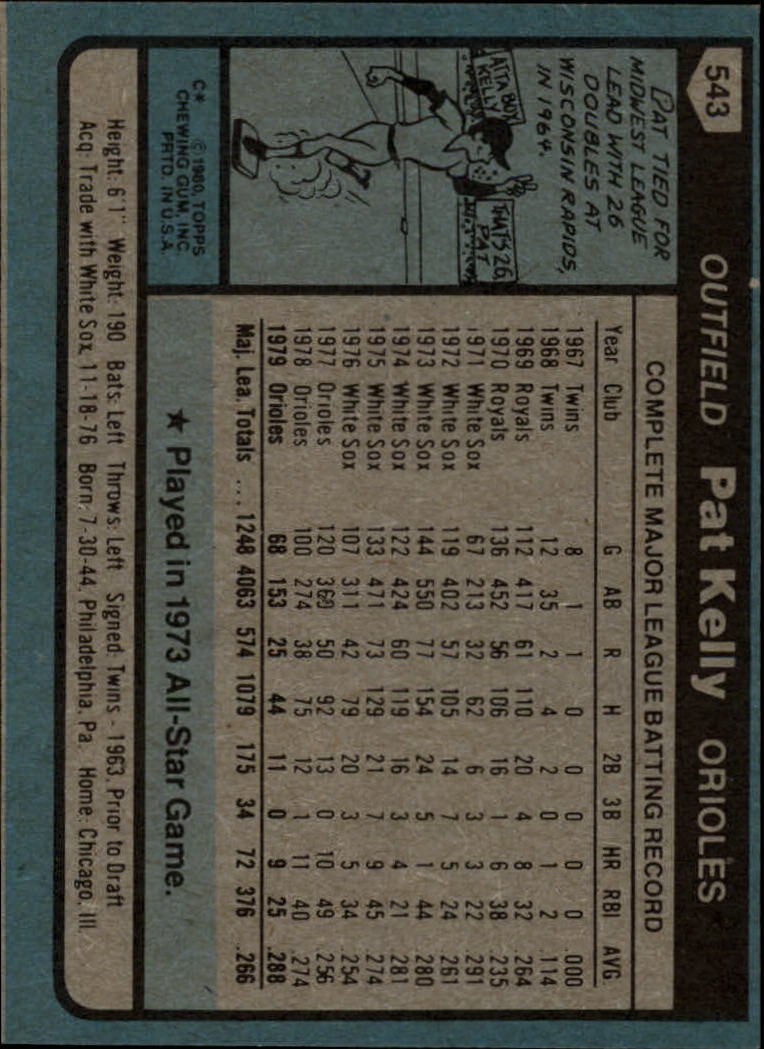 543
OUTFIELD Pat Kelly ORIOLES
PAT TIED FOR
MIDWEST LEAGUE
LEAD WITH 26
DOUBLES AT
WISCONSIN RAPIDS,
IN 1964.
ATTA BOY
KELLY
THAT'S 26,
PAT
C* © 1980, TOPPS
CHEWING GUM, INC.
PRTD. IN U.S.A.
COMPLETE MAJOR LEAGUE BATTING RECORD
Year Club G AB R H 2B 3B HR RBI AVG.
1967 Twins 8 1 1 0 0 0 0 0 .000
1968 Twins 12 35 2 4 2 0 1 2 .114
1969 Royals 112 417 61 110 20 4 8 32 .264
1970 Royals 136 452 56 106 16 1 6 38 .235
1971 White Sox 67 213 32 62 6 3 3 22 .291
1972 White Sox 119 402 57 105 14 7 5 24 .261
1973 White Sox 144 550 77 154 24 5 1 44 .280
1974 White Sox 122 424 60 119 16 3 4 21 .281
1975 White Sox 133 471 73 129 21 7 9 45 .274
1976 White Sox 107 311 42 79 20 3 5 34 .254
1977 Orioles 120 360 50 92 13 0 10 49 .256
1978 Orioles 100 274 38 75 12 1 11 40 .274
1979 Orioles 68 153 25 44 11 0 9 25 .288
Maj. Lea. Totals ... 1248 4063 574 1079 175 34 72 376 .266
★ Played in 1973 All-Star Game.
Height: 6'1" Weight: 190 Bats: Left Throws: Left Signed: Twins - 1963, Prior to Draft
Acq: Trade with White Sox, 11-18-76 Born: 7-30-44, Philadelphia, Pa. Home: Chicago, Ill.